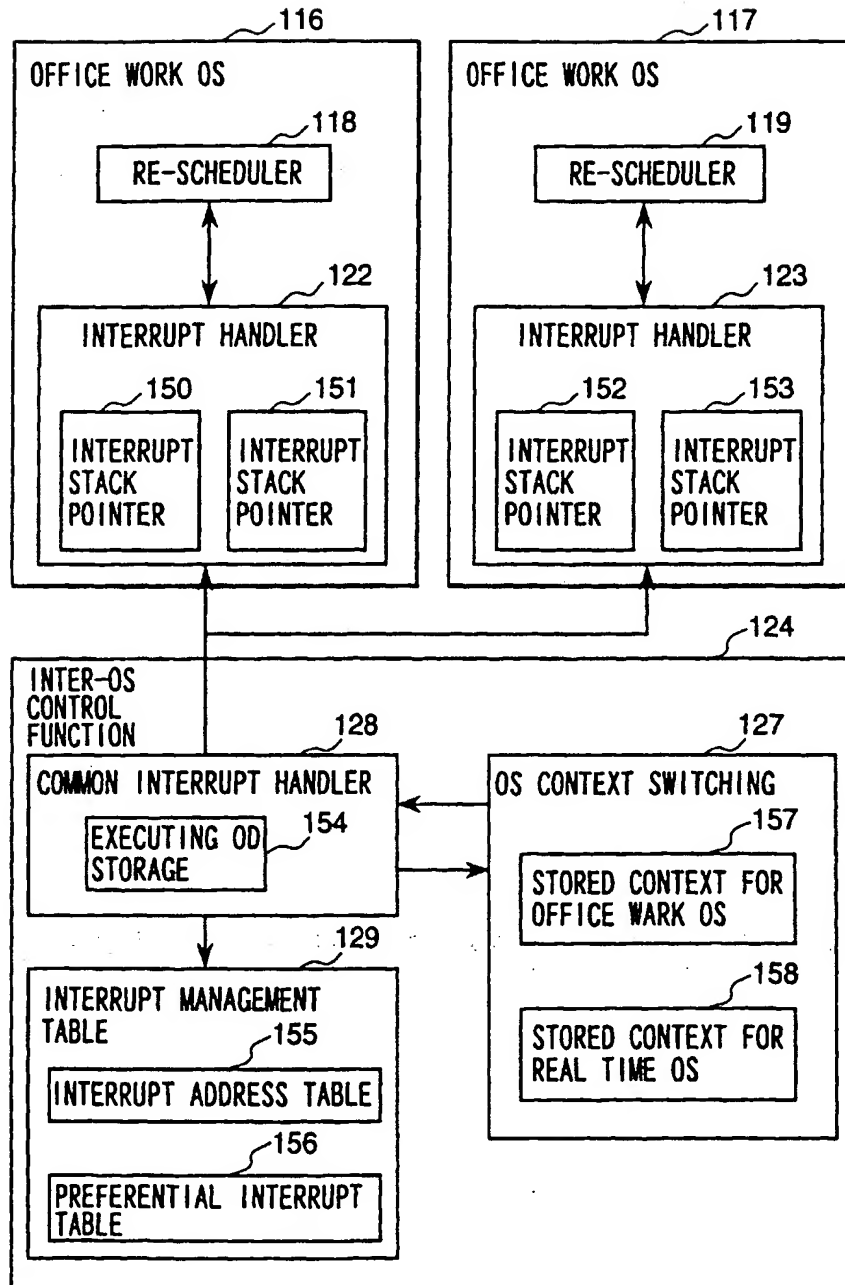 116
117
OFFICE WORK OS
OFFICE WORK OS
118
119
RE-SCHEDULER
RE-SCHEDULER
122
123
INTERRUPT HANDLER
INTERRUPT HANDLER
150
151
152
153
INTERRUPT
STACK
POINTER
INTERRUPT
STACK
POINTER
INTERRUPT
STACK
POINTER
INTERRUPT
STACK
POINTER
124
INTER-OS
CONTROL
FUNCTION
128
127
COMMON INTERRUPT HANDLER
154
EXECUTING OD
STORAGE
OS CONTEXT SWITCHING
157
STORED CONTEXT FOR
OFFICE WARK OS
158
STORED CONTEXT FOR
REAL TIME OS
129
INTERRUPT MANAGEMENT
TABLE
155
INTERRUPT ADDRESS TABLE
156
PREFERENTIAL INTERRUPT
TABLE